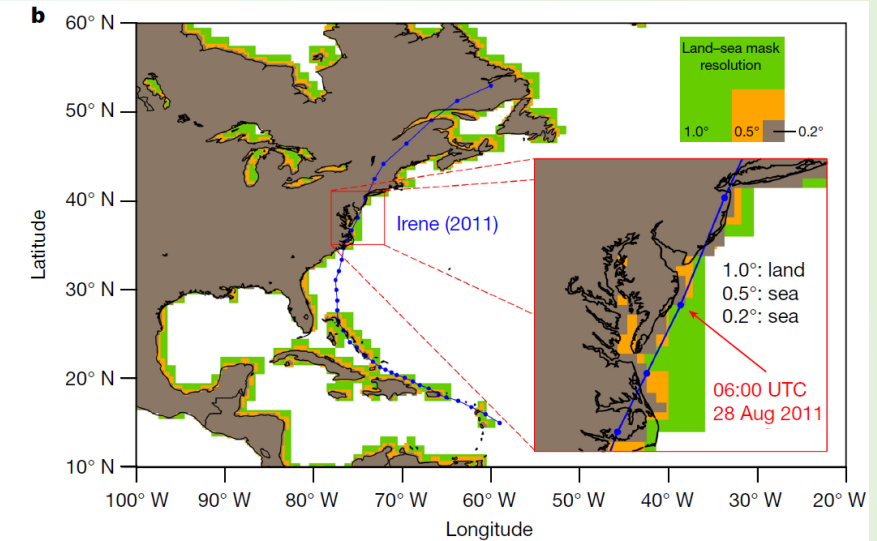 b
60° N
50° N
40° N
30° N
20° N
10° N
Latitude
Land–sea mask
resolution
1.0°
0.5°
0.2°
Irene (2011)
1.0°: land
0.5°: sea
0.2°: sea
06:00 UTC
28 Aug 2011
100° W
90° W
80° W
70° W
60° W
50° W
40° W
30° W
20° W
Longitude